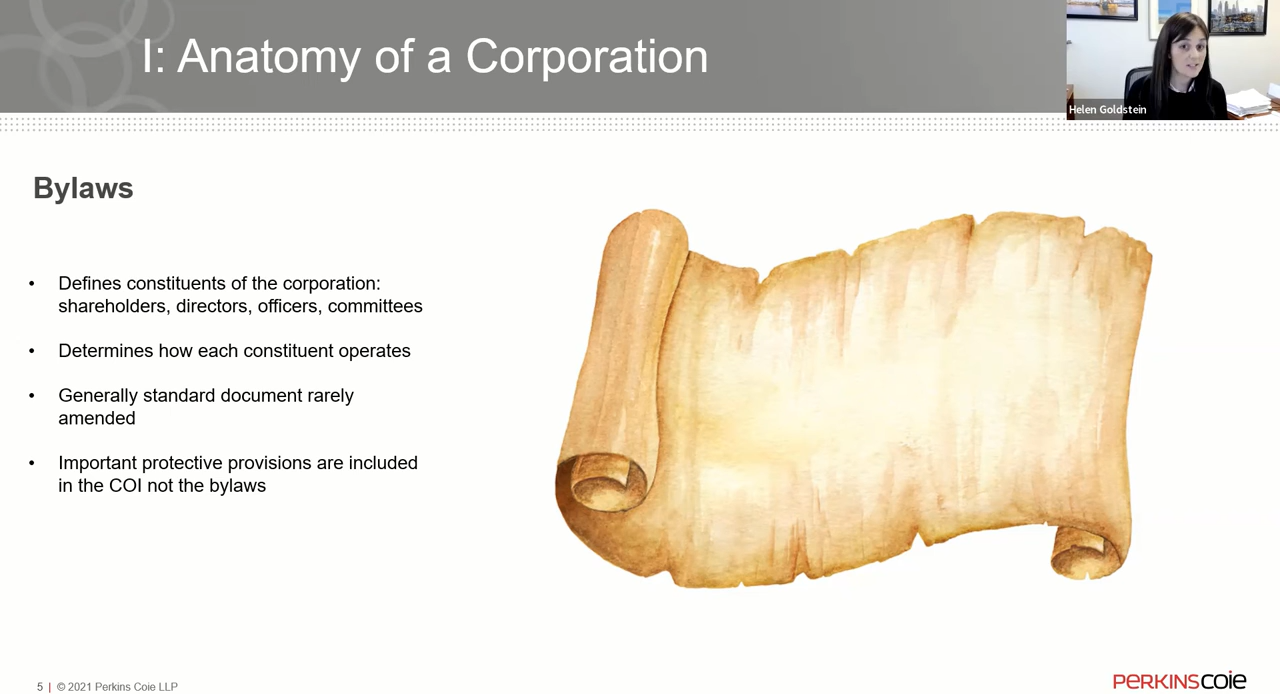 I: Anatomy of a Corporation
Helen Goldstein
Bylaws
• Defines constituents of the corporation:
shareholders, directors, officers, committees
• Determines how each constituent operates
• Generally standard document rarely
amended
• Important protective provisions are included
in the COI not the bylaws
5 | © 2021 Perkins Coie LLP
PERKINSCOIE